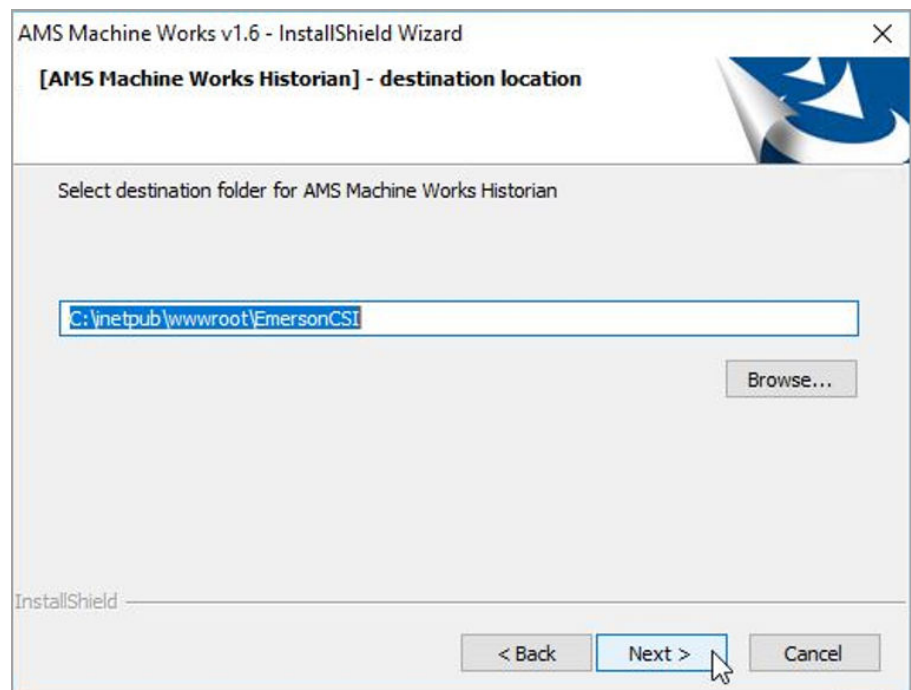 AMS Machine Works v1.6 - InstallShield Wizard
[AMS Machine Works Historian] - destination location
Select destination folder for AMS Machine Works Historian
C:\inetpub\wwwroot\EmersonCSI
Browse...
InstallShield
< Back Next > Cancel